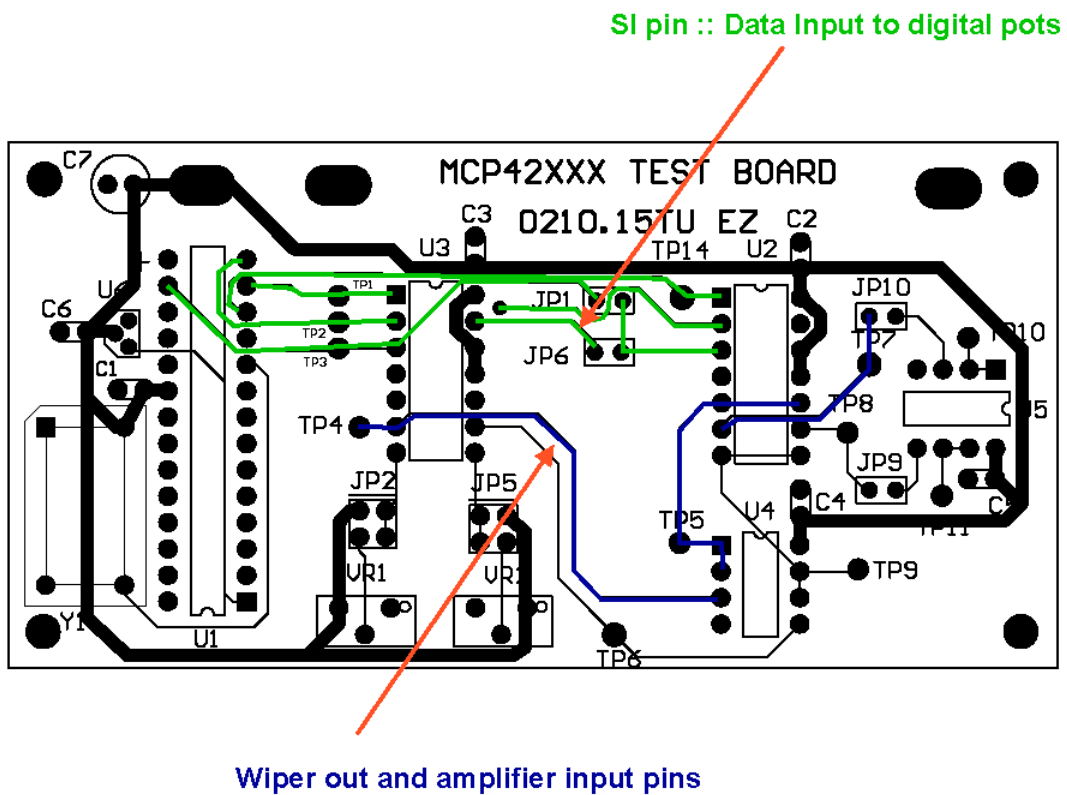 SI pin :: Data Input to digital pots
C7
MCP42XXX TEST BOARD
C3
0210.15TU EZ
C2
U3
TP14
U2
TP1
JP1
JP10
C6
TP2
TP3
JP6
TP7
C1
TP4
TP8
U5
JP2
JP5
JP9
C4
TP5
U4
VR1
TP9
Y1
U1
TP6
TP11
Wiper out and amplifier input pins